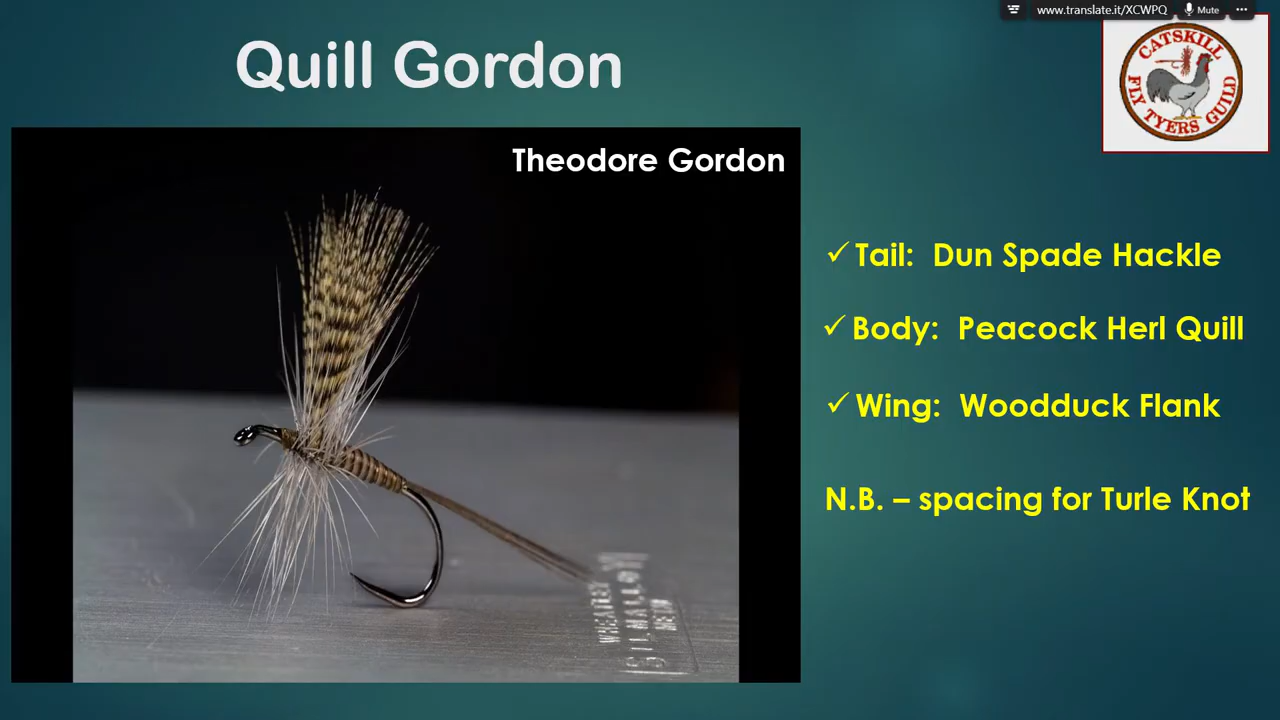 www.translate.it/XCWPQ
Mute
Quill Gordon
CATSKILL
FLY TYERS GUILD
Theodore Gordon
✓ Tail: Dun Spade Hackle
✓ Body: Peacock Herl Quill
✓ Wing: Woodduck Flank
N.B. – spacing for Turle Knot
WHEATLEY